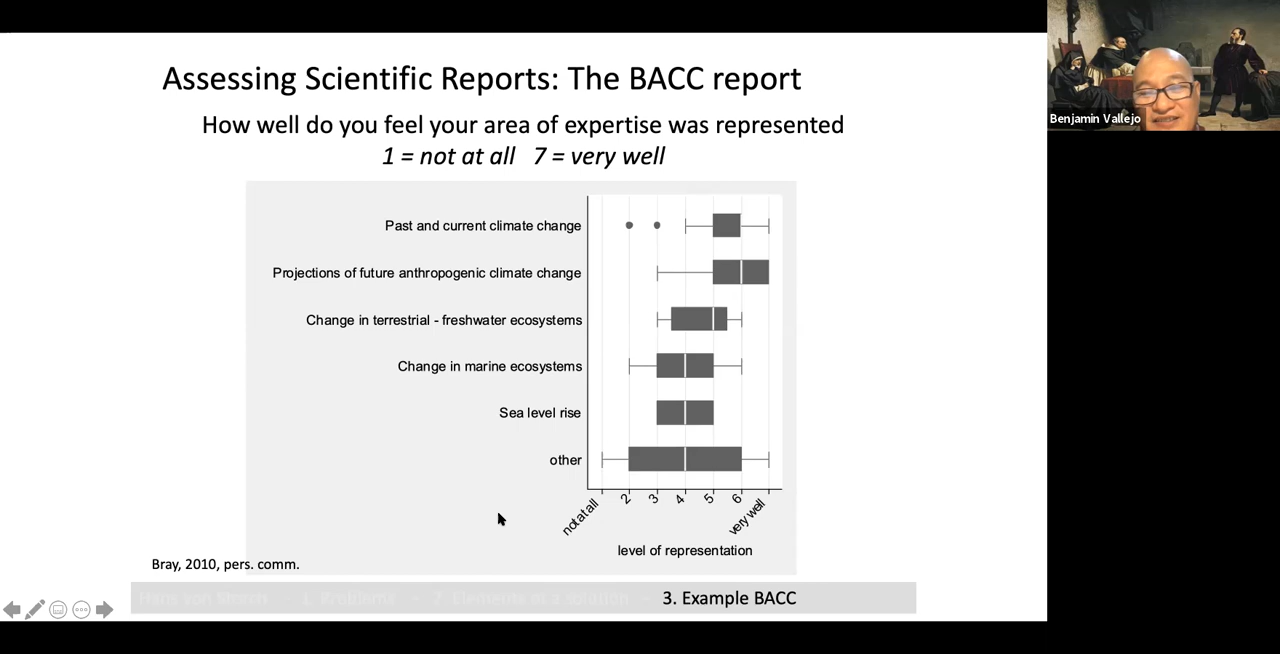 Assessing Scientific Reports: The BACC report
Benjamin Vallejo
How well do you feel your area of expertise was represented
1 = not at all 7 = very well
Past and current climate change
Projections of future anthropogenic climate change
Change in terrestrial - freshwater ecosystems
Change in marine ecosystems
Sea level rise
other
not at all 2 3 4 5 6 very well
level of representation
Bray, 2010, pers. comm.
3. Example BACC